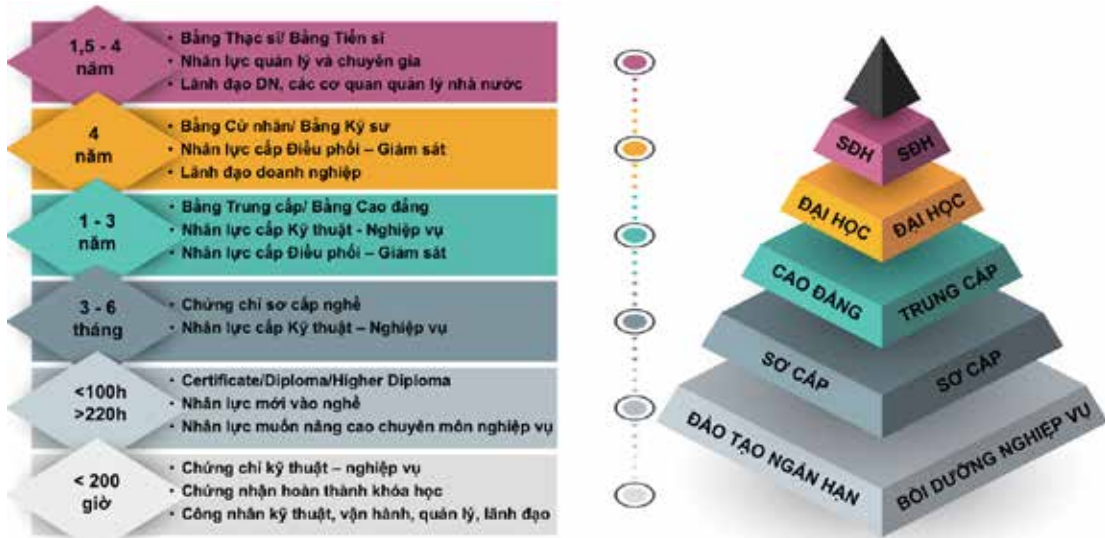 1,5 - 4
năm
• Bằng Thạc sĩ/ Bằng Tiến sĩ
• Nhân lực quản lý và chuyên gia
• Lãnh đạo DN, các cơ quan quản lý nhà nước
4
năm
• Bằng Cử nhân/ Bằng Kỹ sư
• Nhân lực cấp Điều phối – Giám sát
• Lãnh đạo doanh nghiệp
1 - 3
năm
• Bằng Trung cấp/ Bằng Cao đẳng
• Nhân lực cấp Kỹ thuật - Nghiệp vụ
• Nhân lực cấp Điều phối – Giám sát
3 - 6
tháng
• Chứng chỉ sơ cấp nghề
• Nhân lực cấp Kỹ thuật – Nghiệp vụ
<100h
>220h
• Certificate/Diploma/Higher Diploma
• Nhân lực mới vào nghề
• Nhân lực muốn nâng cao chuyên môn nghiệp vụ
< 200
giờ
• Chứng chỉ kỹ thuật – nghiệp vụ
• Chứng nhận hoàn thành khóa học
• Công nhân kỹ thuật, vận hành, quản lý, lãnh đạo
SĐH SĐH
ĐẠI HỌC ĐẠI HỌC
CAO ĐẲNG TRUNG CẤP
SƠ CẤP SƠ CẤP
ĐÀO TẠO NGẮN HẠN BỒI DƯỠNG NGHIỆP VỤ